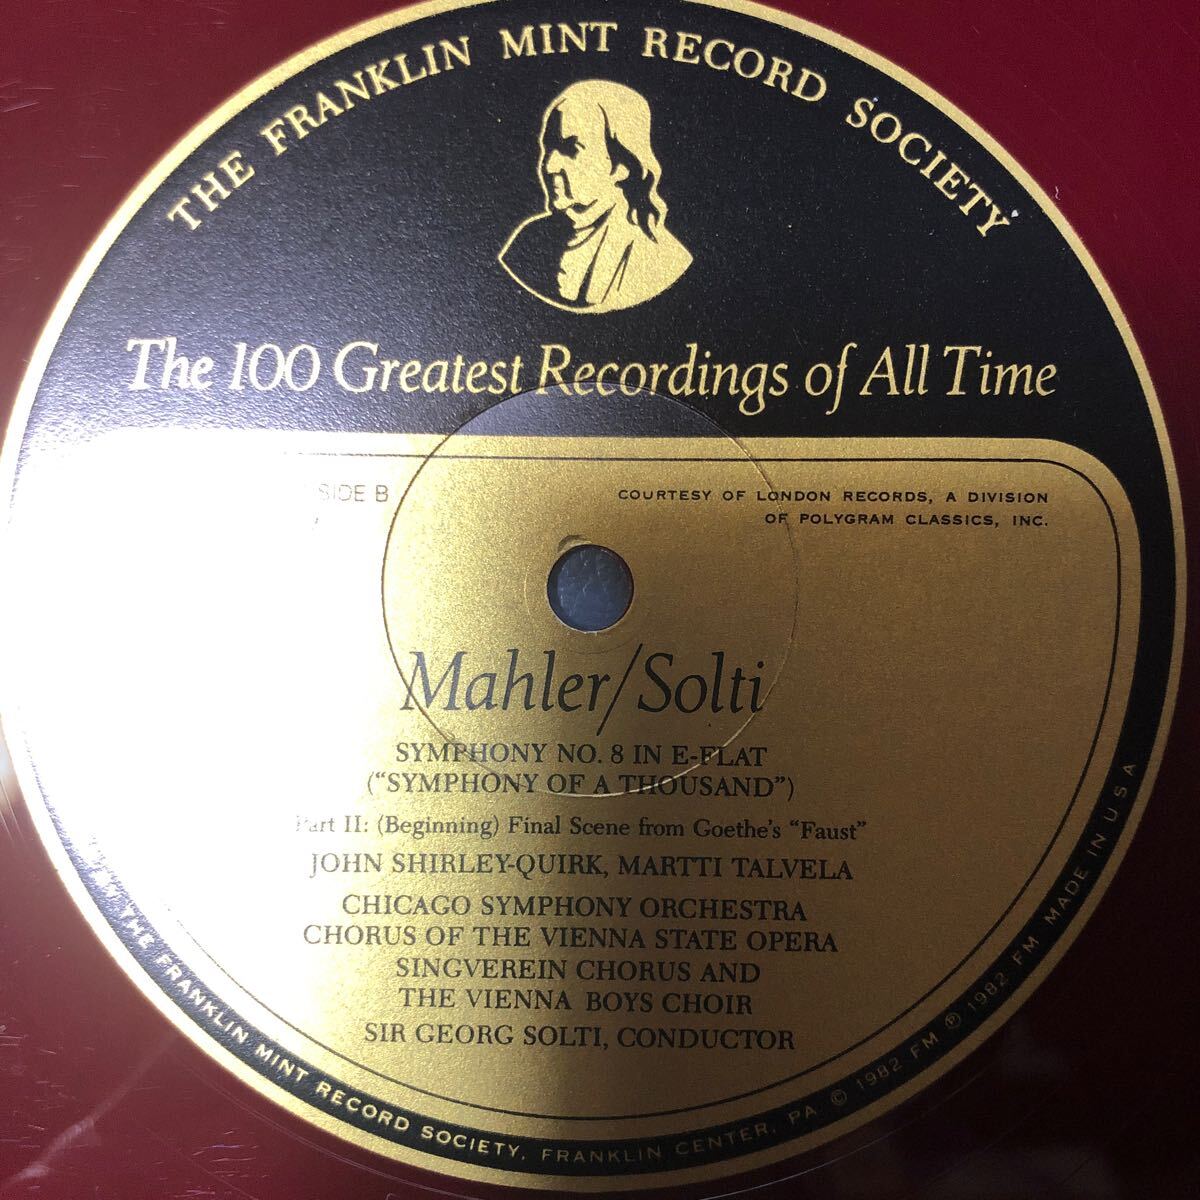 THE FRANKLIN MINT RECORD SOCIETY
The 100 Greatest Recordings of All Time
SIDE B
COURTESY OF LONDON RECORDS, A DIVISION
OF POLYGRAM CLASSICS, INC.
Mahler/Solti
SYMPHONY NO. 8 IN E-FLAT
(“SYMPHONY OF A THOUSAND”)
Part II: (Beginning) Final Scene from Goethe's “Faust”
JOHN SHIRLEY-QUIRK, MARTTI TALVELA
CHICAGO SYMPHONY ORCHESTRA
CHORUS OF THE VIENNA STATE OPERA
SINGVEREIN CHORUS AND
THE VIENNA BOYS CHOIR
SIR GEORG SOLTI, CONDUCTOR
THE FRANKLIN MINT RECORD SOCIETY, FRANKLIN CENTER, PA. © 1982 FM ℗ 1982 FM MADE IN U S A